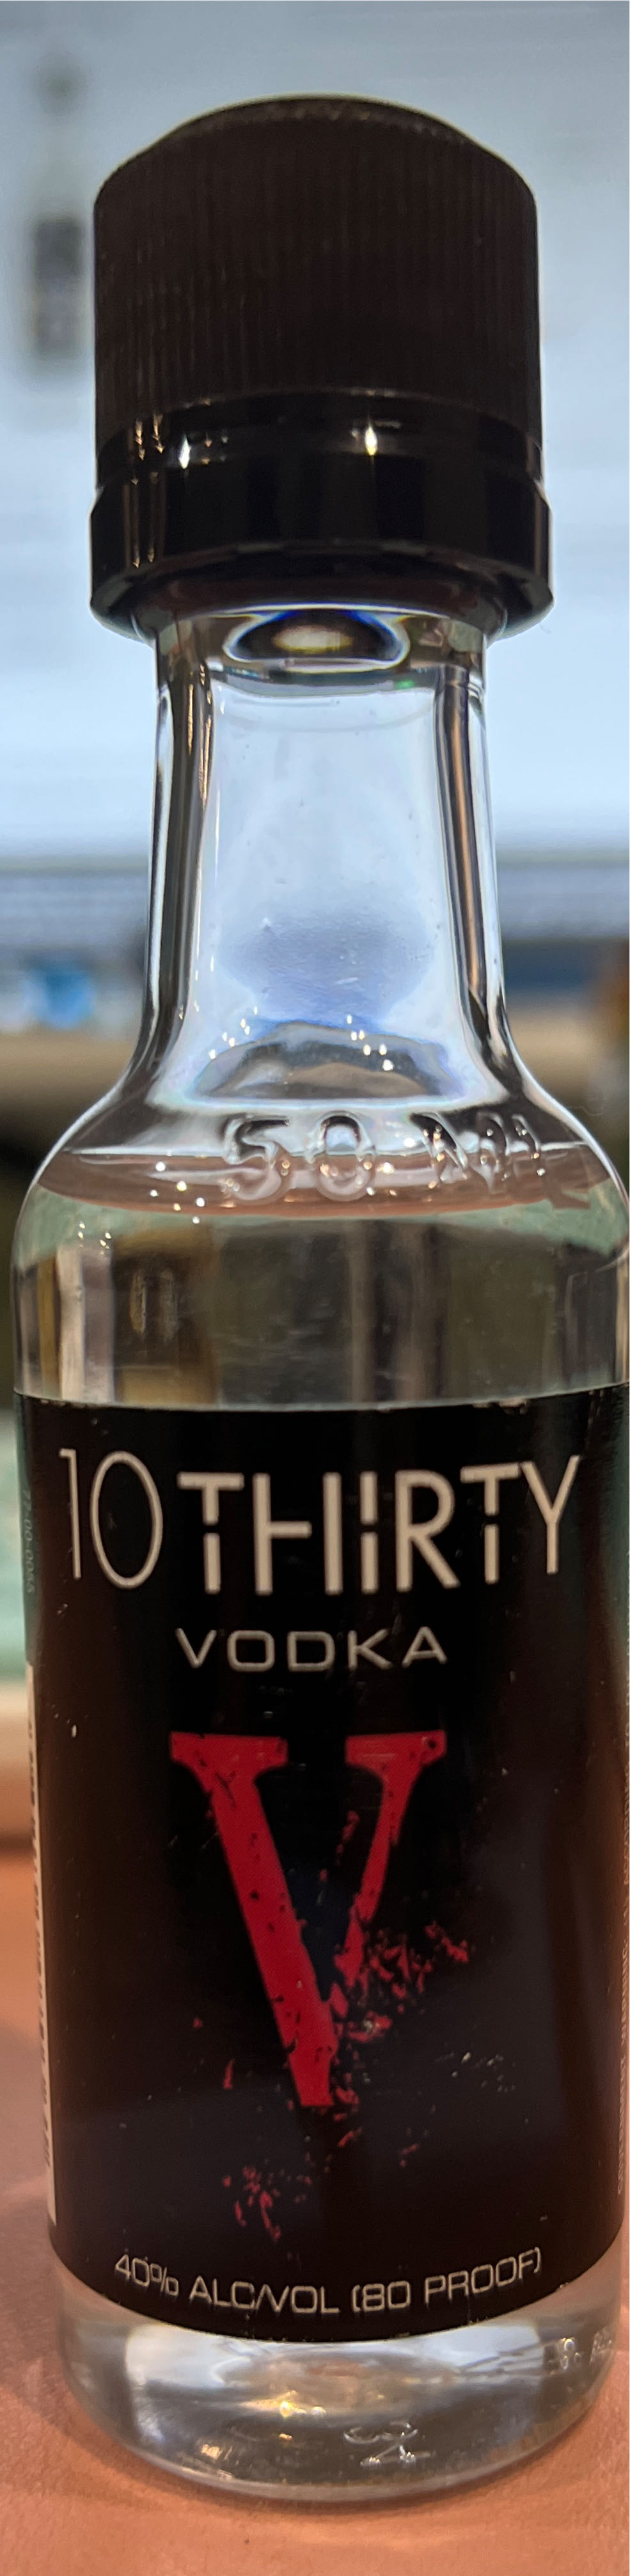 50 ML
10 THIRTY
VODKA
V
40% ALC/VOL (80 PROOF)